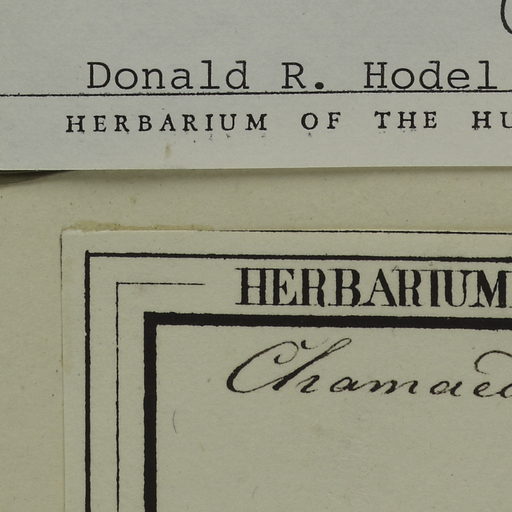 Donald R. Hodel
HERBARIUM OF THE HU
HERBARIUM
Chamaed